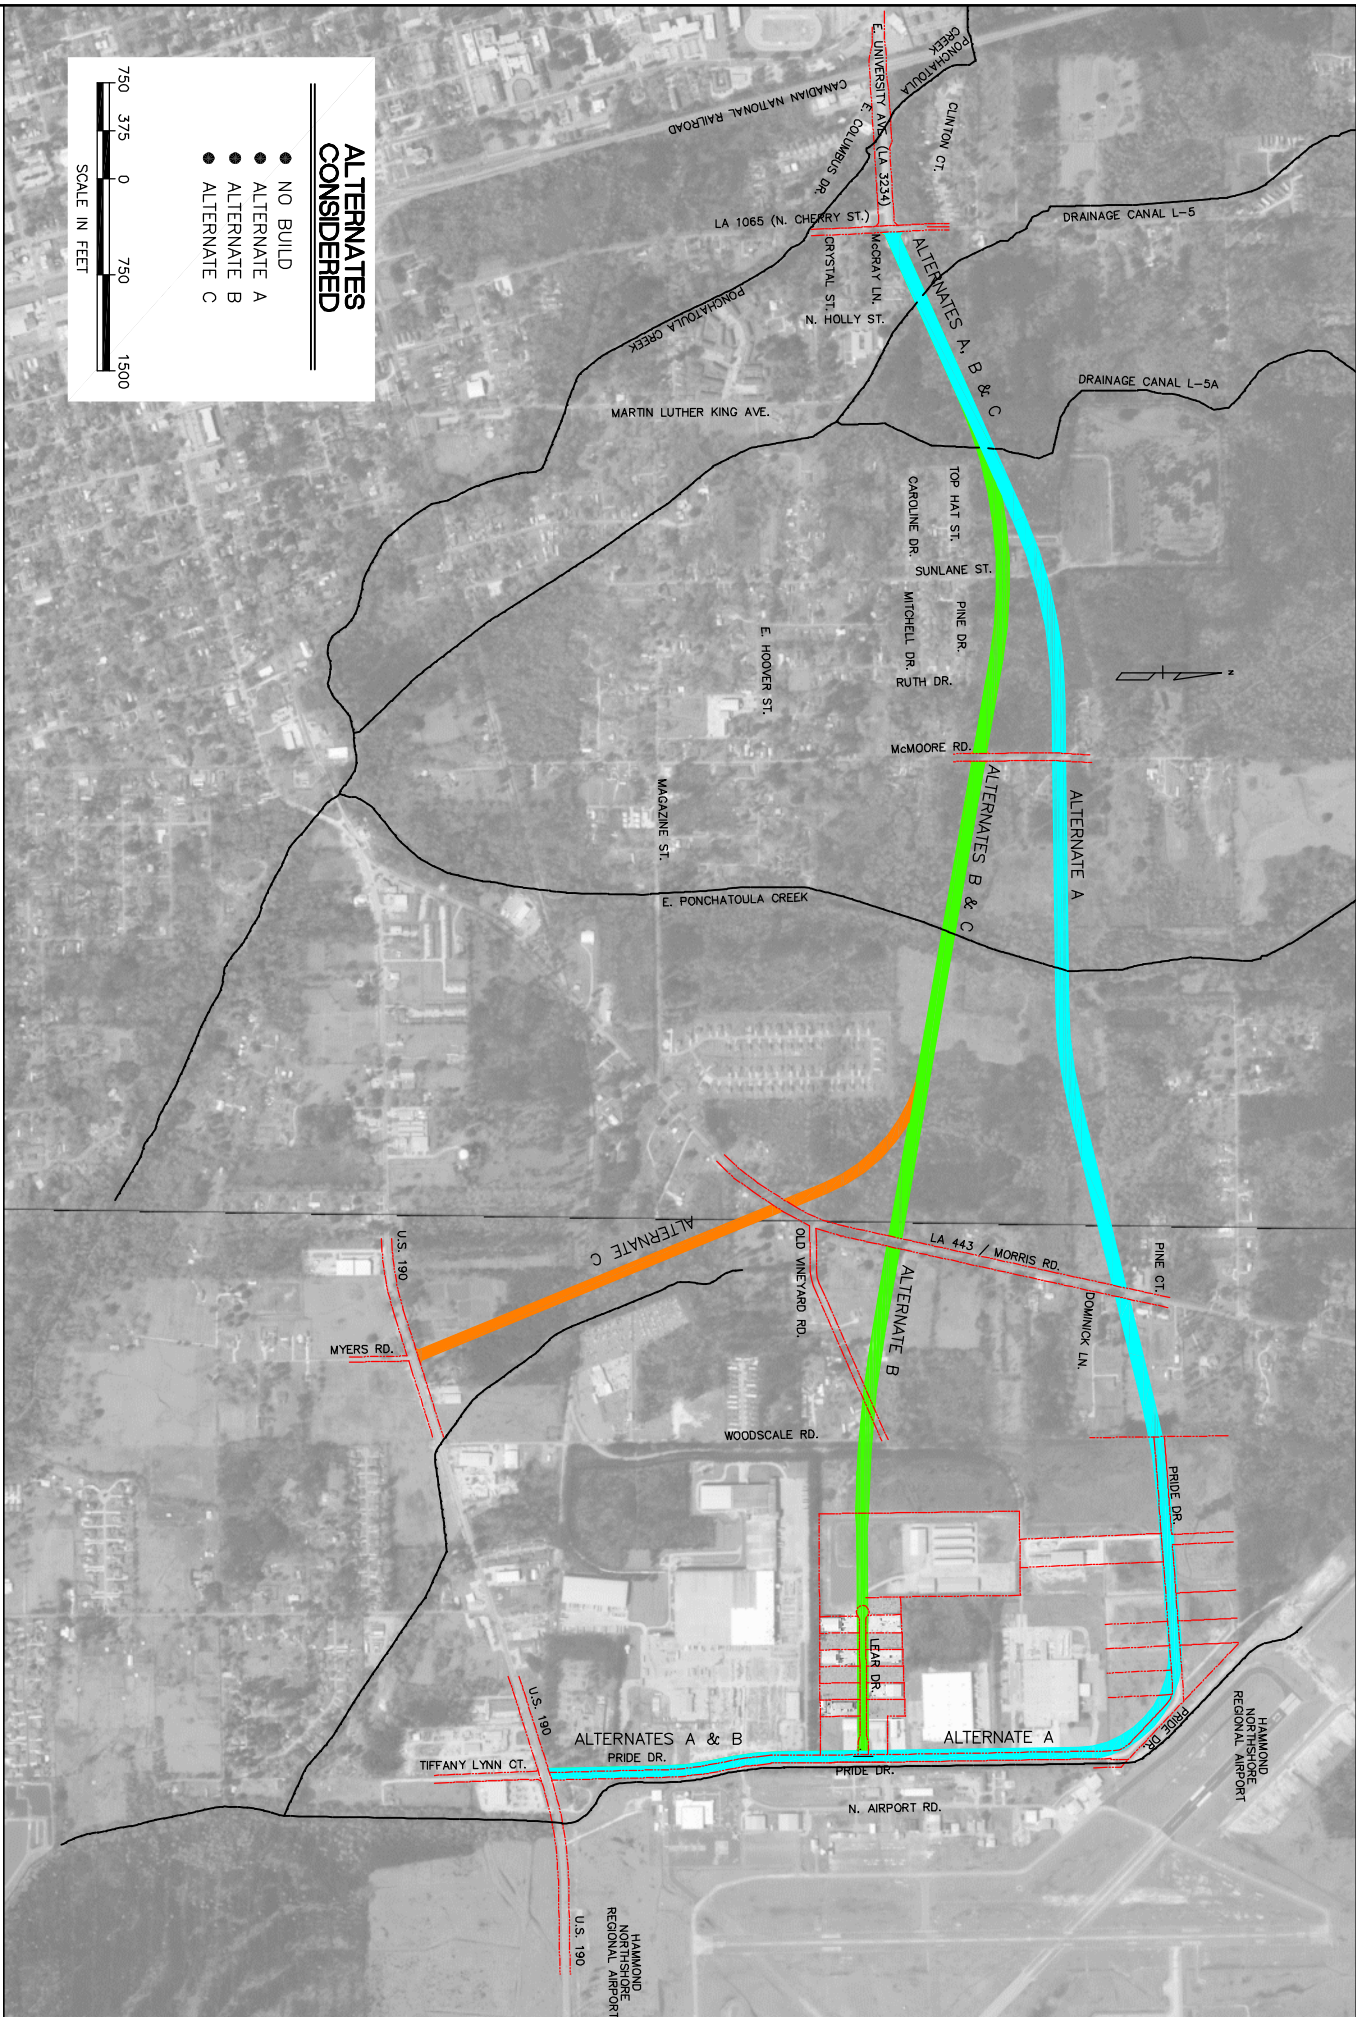 ALTERNATES
CONSIDERED
NO BUILD
ALTERNATE A
ALTERNATE B
ALTERNATE C
750 375 0 750 1500
SCALE IN FEET
CANADIAN NATIONAL RAILROAD
E. UNIVERSITY AVE (LA 3234)
PONCHATOULA
CREEK
CLINTON CT.
E. COLUMBUS DR.
LA 1065 (N. CHERRY ST.)
CRYSTAL ST.
McCRAY LN.
N. HOLLY ST.
PONCHATOULA CREEK
DRAINAGE CANAL L-5
ALTERNATES A, B & C
DRAINAGE CANAL L-5A
MARTIN LUTHER KING AVE.
TOP HAT ST.
CAROLINE DR.
SUNLANE ST.
PINE DR.
MITCHELL DR.
RUTH DR.
E. HOOVER ST.
N
McMOORE RD.
MAGAZINE ST.
ALTERNATES B & C
ALTERNATE A
E. PONCHATOULA CREEK
ALTERNATE C
U.S. 190
MYERS RD.
OLD VINEYARD RD.
LA 443 / MORRIS RD.
ALTERNATE B
PINE CT.
DOMINICK LN.
WOODSCALE RD.
PRIDE DR.
LEAR DR.
U.S. 190
ALTERNATES A & B
PRIDE DR.
TIFFANY LYNN CT.
ALTERNATE A
PRIDE DR.
PRIDE DR.
N. AIRPORT RD.
HAMMOND
NORTHSHORE
REGIONAL AIRPORT
U.S. 190
HAMMOND
NORTHSHORE
REGIONAL AIRPORT